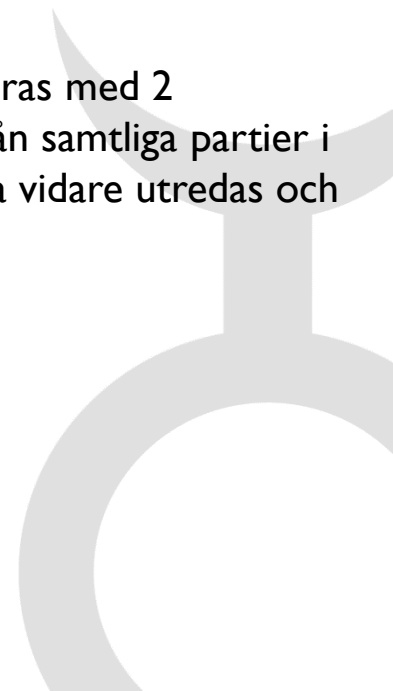 ras med 2
ån samtliga partier i
a vidare utredas och